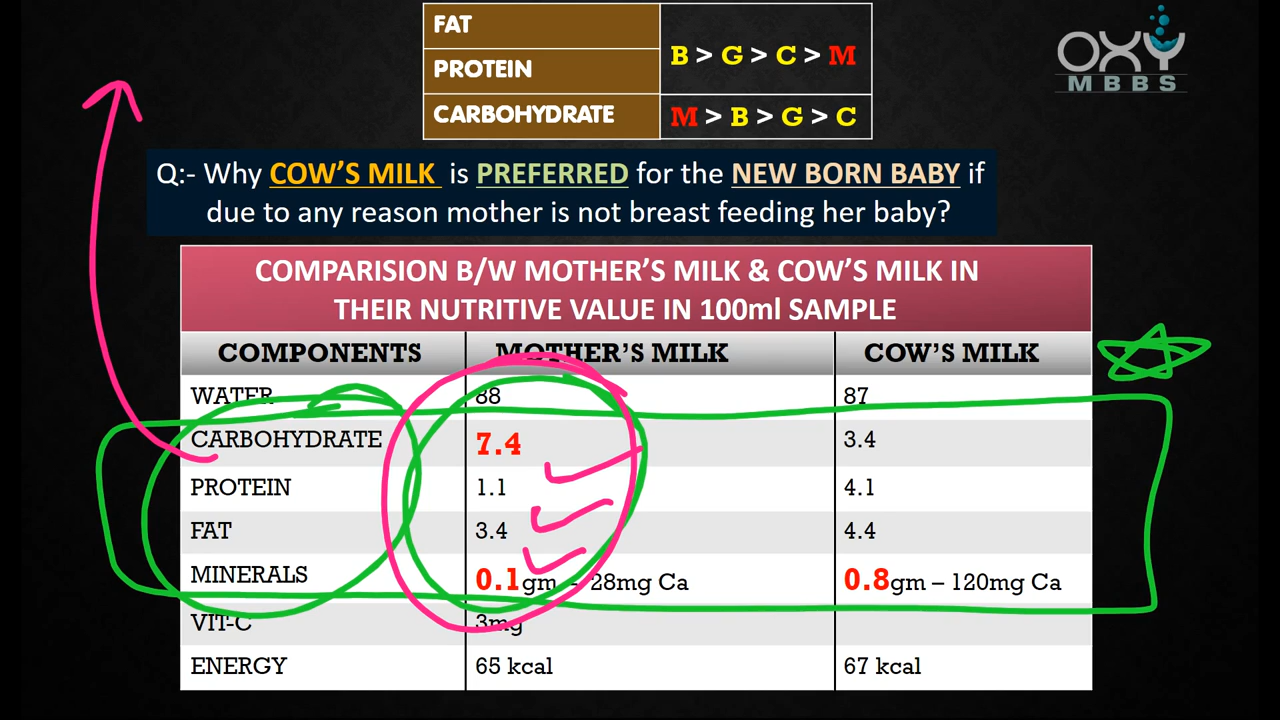 FAT
PROTEIN
B > G > C > M
CARBOHYDRATE
M > B > G > C
OXY
MBBS
Q:- Why COW'S MILK is PREFERRED for the NEW BORN BABY if
due to any reason mother is not breast feeding her baby?
COMPARISION B/W MOTHER'S MILK & COW'S MILK IN
THEIR NUTRITIVE VALUE IN 100ml SAMPLE
COMPONENTS MOTHER'S MILK COW'S MILK
WATER 88 87
CARBOHYDRATE 7.4 3.4
PROTEIN 1.1 4.1
FAT 3.4 4.4
MINERALS 0.1gm – 28mg Ca 0.8gm – 120mg Ca
VIT-C 3mg
ENERGY 65 kcal 67 kcal